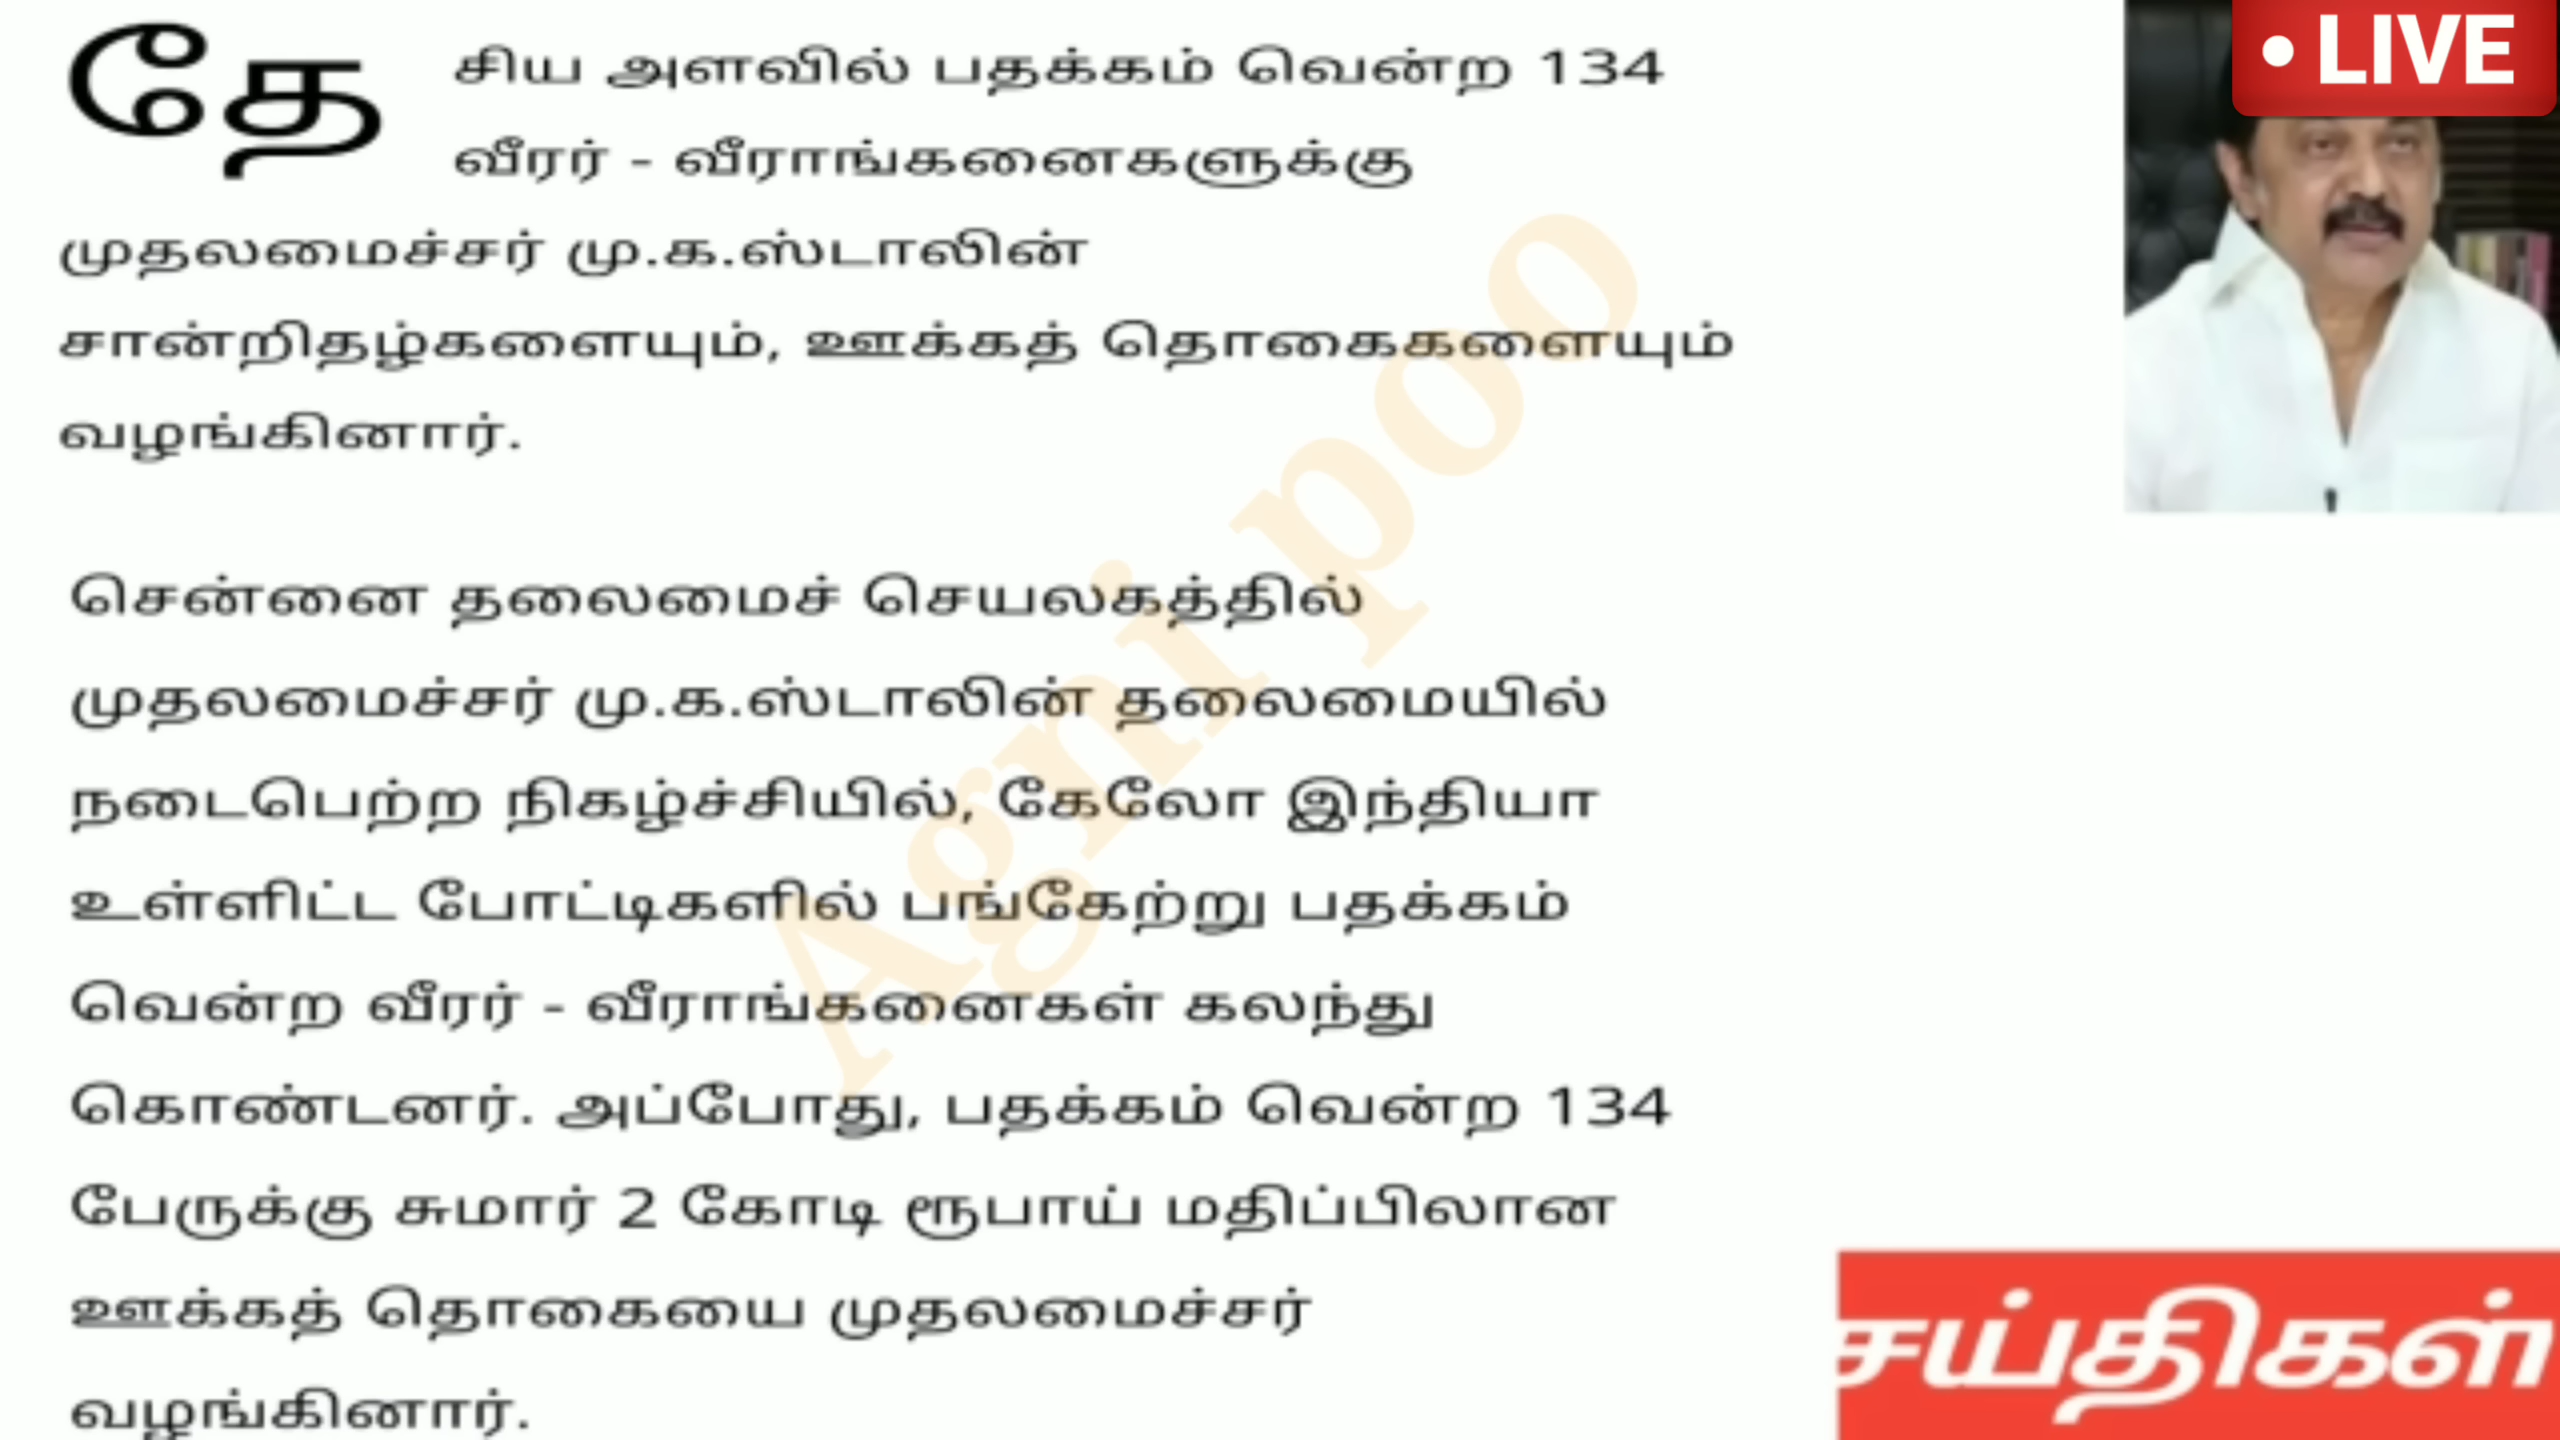 தேசிய அளவில் பதக்கம் வென்ற 134
வீரர் - வீராங்கனைகளுக்கு
முதலமைச்சர் மு.க.ஸ்டாலின்
சான்றிதழ்களையும், ஊக்கத் தொகைகளையும்
வழங்கினார்.
சென்னை தலைமைச் செயலகத்தில்
முதலமைச்சர் மு.க.ஸ்டாலின் தலைமையில்
நடைபெற்ற நிகழ்ச்சியில், கேலோ இந்தியா
உள்ளிட்ட போட்டிகளில் பங்கேற்று பதக்கம்
வென்ற வீரர் - வீராங்கனைகள் கலந்து
கொண்டனர். அப்போது, பதக்கம் வென்ற 134
பேருக்கு சுமார் 2 கோடி ரூபாய் மதிப்பிலான
ஊக்கத் தொகையை முதலமைச்சர்
வழங்கினார்.
• LIVE
Agni poo
சய்திகள்